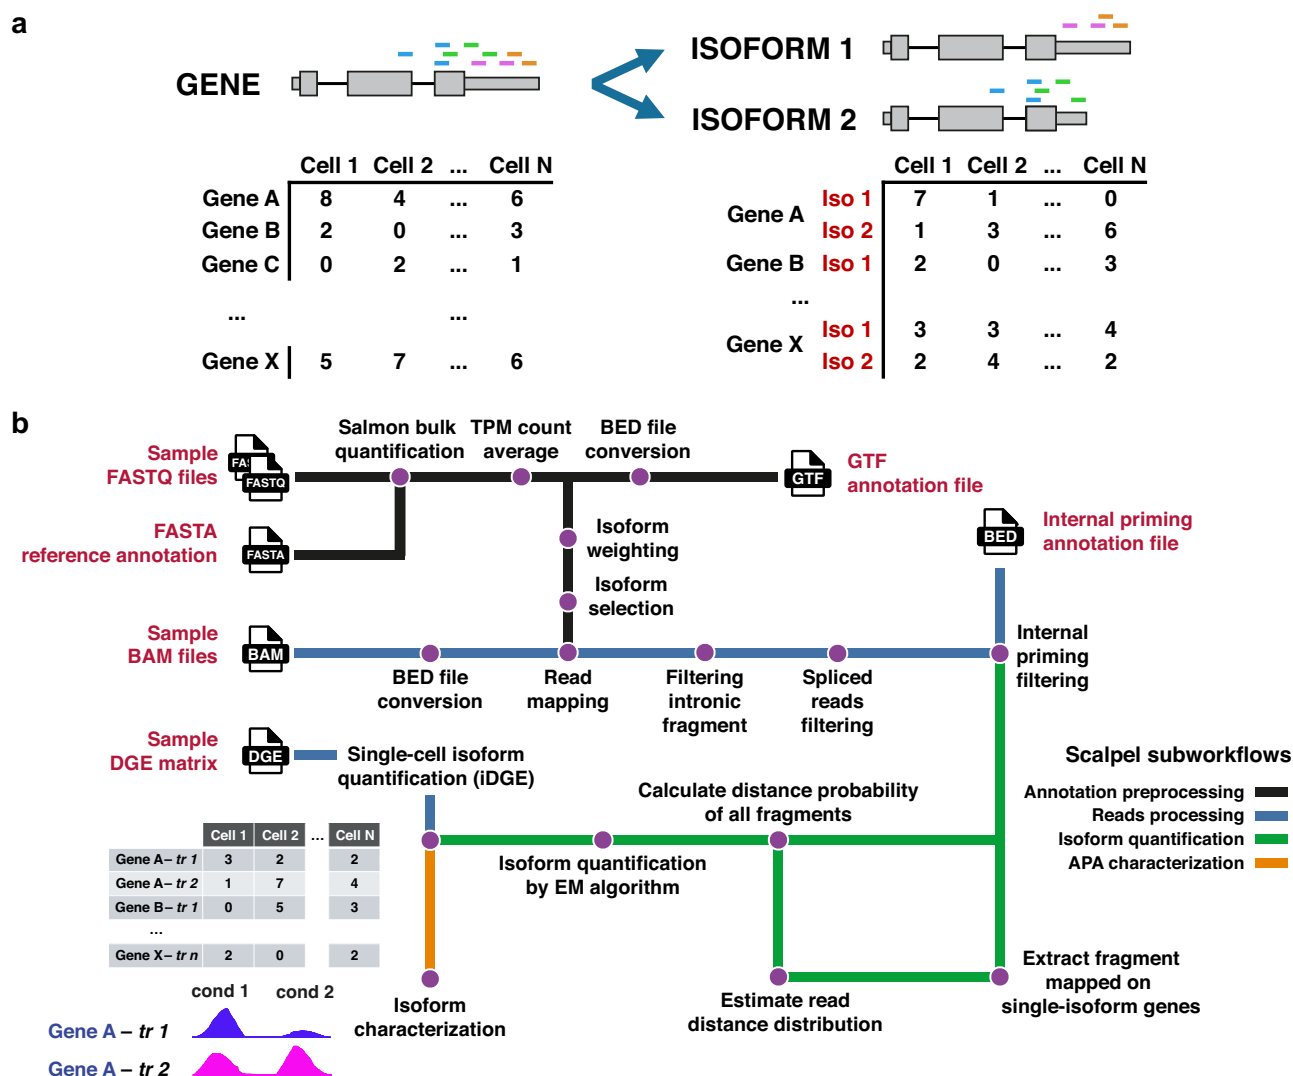 a
GENE
ISOFORM 1
ISOFORM 2
Cell 1 Cell 2 ... Cell N
Gene A 8 4 ... 6
Gene B 2 0 ... 3
Gene C 0 2 ... 1
... ...
Gene X 5 7 ... 6
Cell 1 Cell 2 ... Cell N
Gene A
Iso 1 7 1 ... 0
Iso 2 1 3 ... 6
Gene B Iso 1 2 0 ... 3
...
Gene X
Iso 1 3 3 ... 4
Iso 2 2 4 ... 2
b
Sample
FASTQ files
FAS
FASTQ
Salmon bulk
quantification
TPM count
average
BED file
conversion
GTF
GTF
annotation file
FASTA
reference annotation
FASTA
Isoform
weighting
Isoform
selection
BED
Internal priming
annotation file
Sample
BAM files
BAM
BED file
conversion
Read
mapping
Filtering
intronic
fragment
Spliced
reads
filtering
Internal
priming
filtering
Sample
DGE matrix
DGE
Single-cell isoform
quantification (iDGE)
Calculate distance probability
of all fragments
Scalpel subworkflows
Annotation preprocessing
Reads processing
Isoform quantification
APA characterization
Isoform quantification
by EM algorithm
Cell 1 Cell 2 ... Cell N
Gene A – tr 1 3 2 2
Gene A – tr 2 1 7 4
Gene B – tr 1 0 5 3
...
Gene X – tr n 2 0 2
Isoform
characterization
Estimate read
distance distribution
Extract fragment
mapped on
single-isoform genes
cond 1 cond 2
Gene A – tr 1
Gene A – tr 2